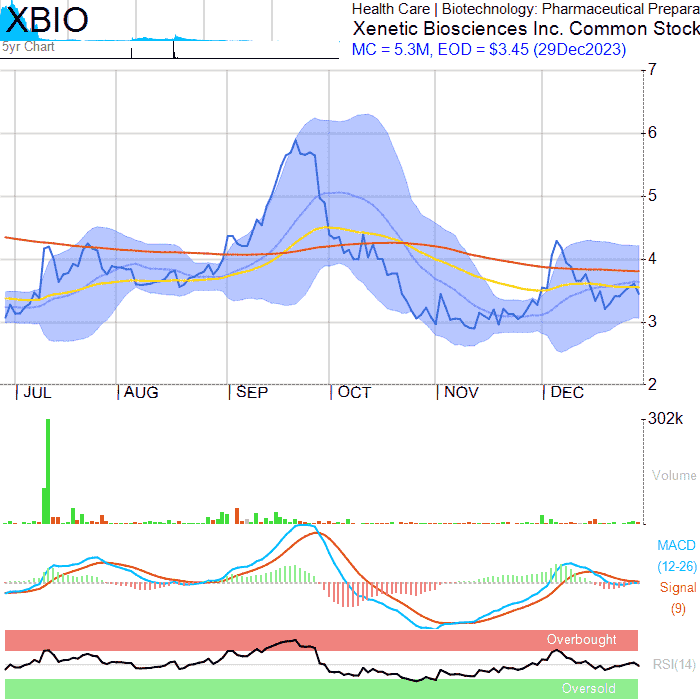 XBIO
Health Care | Biotechnology: Pharmaceutical Prepara
Xenetic Biosciences Inc. Common Stock
MC = 5.3M, EOD = $3.45 (29Dec2023)
5yr Chart
7
6
5
4
3
2
JUL AUG SEP OCT NOV DEC
302k
Volume
MACD
(12-26)
Signal
(9)
Overbought
RSI(14)
Oversold